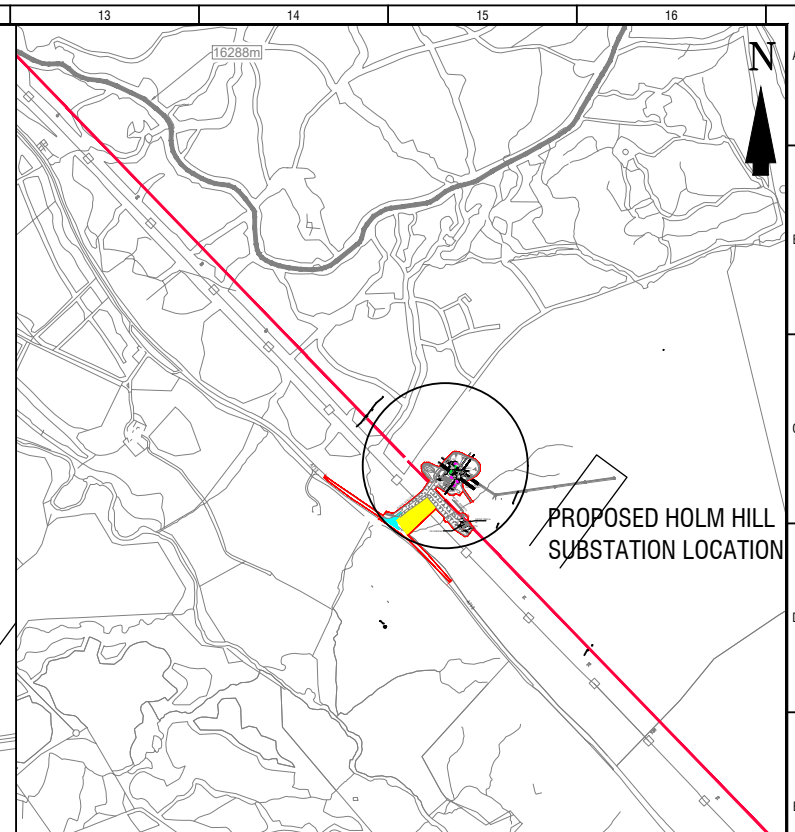 13 14 15 16
16288m
N
A
B
C
PROPOSED HOLM HILL
SUBSTATION LOCATION
D
E